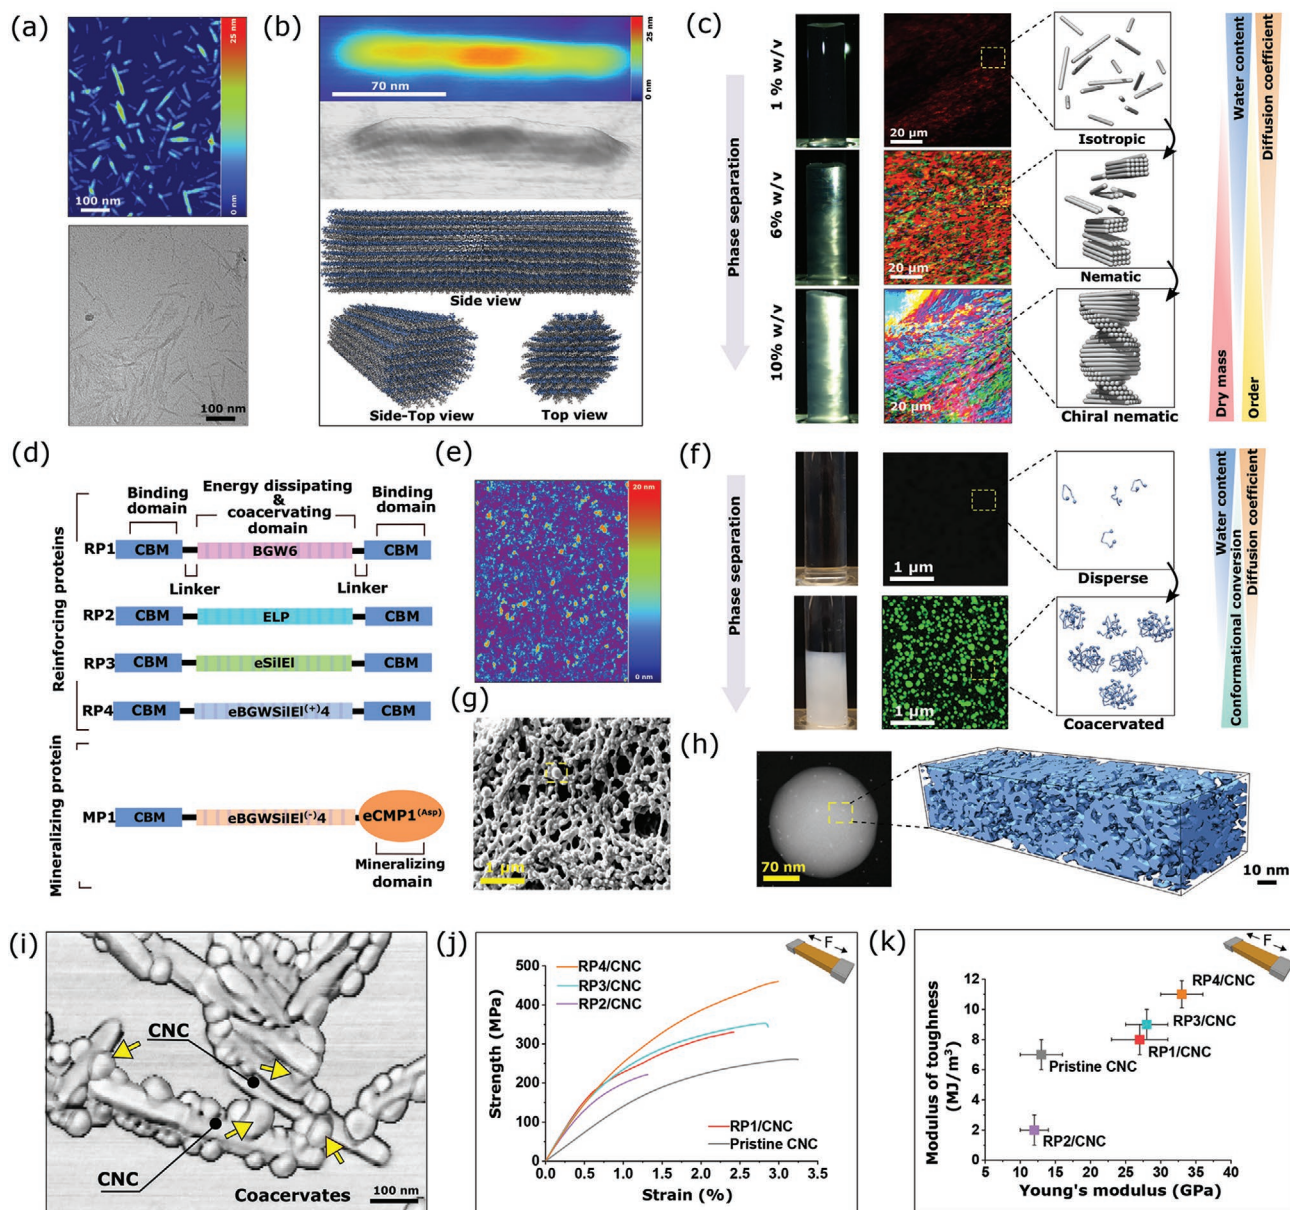 (a)
25 nm
0 nm
100 nm
100 nm
(b)
25 nm
0 nm
70 nm
Side view
Side-Top view
Top view
(c)
Phase separation
1 % w/v
6% w/v
10% w/v
20 µm
20 µm
20 µm
Isotropic
Nematic
Chiral nematic
Water content
Diffusion coefficient
Dry mass
Order
(d)
Reinforcing proteins
Mineralizing protein
Binding
domain
Energy dissipating
&
coacervating
domain
Binding
domain
RP1 CBM BGW6 CBM
Linker
Linker
RP2 CBM ELP CBM
RP3 CBM eSilEl CBM
RP4 CBM eBGWSilEl(+)4 CBM
MP1 CBM eBGWSilEl(-)4 eCMP1(Asp)
Mineralizing
domain
(e)
20 nm
0 nm
(f)
Phase separation
1 µm
1 µm
Disperse
Coacervated
Water content
Diffusion coefficient
Conformational conversion
(g)
1 µm
(h)
70 nm
10 nm
(i)
CNC
CNC
Coacervates
100 nm
(j)
F
Strength (MPa)
500
400
300
200
100
0
0.0 0.5 1.0 1.5 2.0 2.5 3.0 3.5
Strain (%)
RP4/CNC
RP3/CNC
RP2/CNC
RP1/CNC
Pristine CNC
(k)
F
Modulus of toughness
(MJ/m³)
12
10
8
6
4
2
0
5 10 15 20 25 30 35 40
Young's modulus (GPa)
RP4/CNC
RP3/CNC
RP1/CNC
Pristine CNC
RP2/CNC